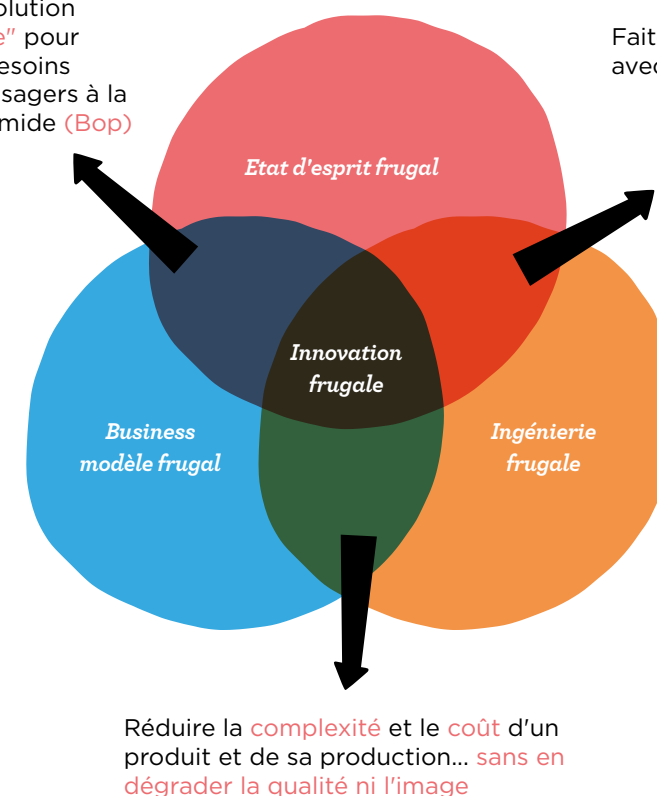 olution
e" pour
esoins
sagers à la
mide (Bop)
Fait
avec
Etat d'esprit frugal
Innovation
frugale
Business
modèle frugal
Ingénierie
frugale
Réduire la complexité et le coût d'un
produit et de sa production... sans en
dégrader la qualité ni l'image